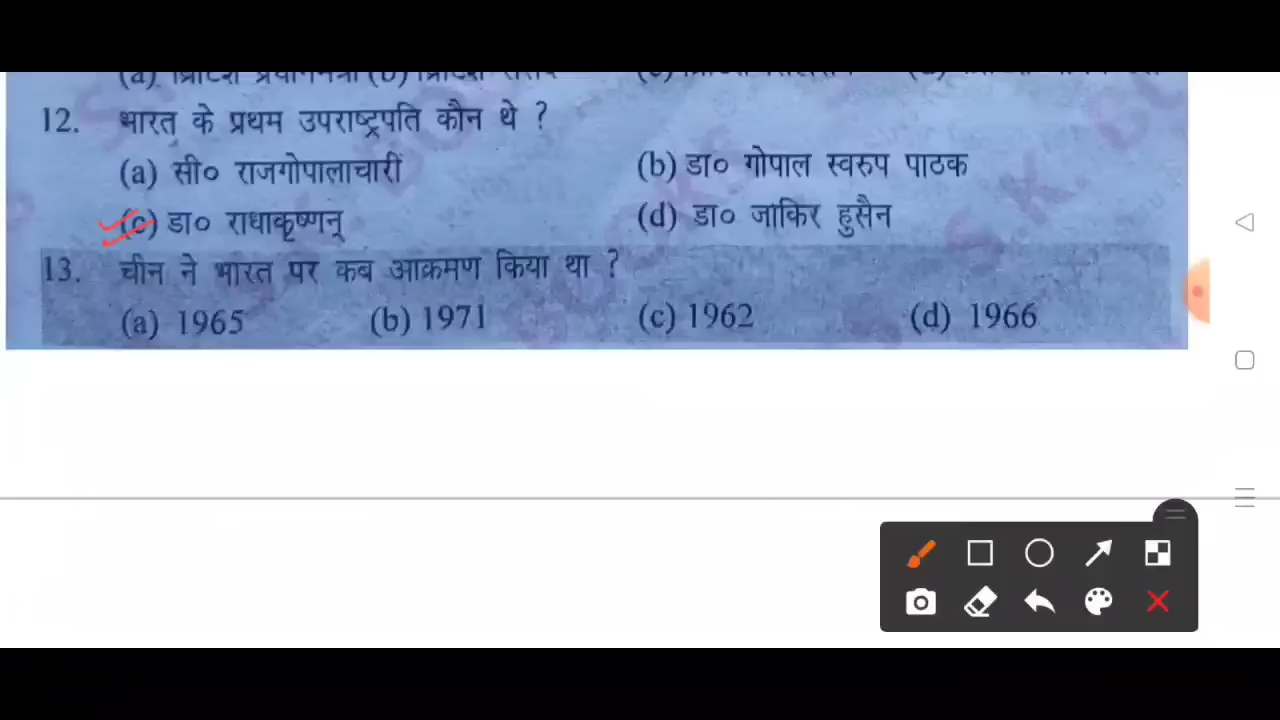 12. भारत के प्रथम उपराष्ट्रपति कौन थे ?
(a) सी० राजगोपालाचारी (b) डा० गोपाल स्वरुप पाठक
(c) डा० राधाकृष्णन् (d) डा० जाकिर हुसैन
13. चीन ने भारत पर कब आक्रमण किया था ?
(a) 1965 (b) 1971 (c) 1962 (d) 1966